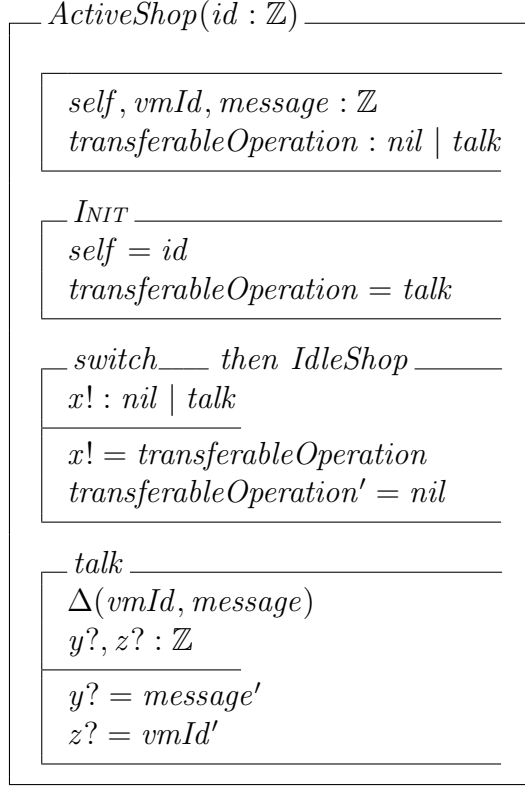 ActiveShop(id : ℤ)
self, vmId, message : ℤ
transferableOperation : nil | talk
INIT
self = id
transferableOperation = talk
switch___ then IdleShop
x! : nil | talk
x! = transferableOperation
transferableOperation′ = nil
talk
Δ(vmId, message)
y?, z? : ℤ
y? = message′
z? = vmId′